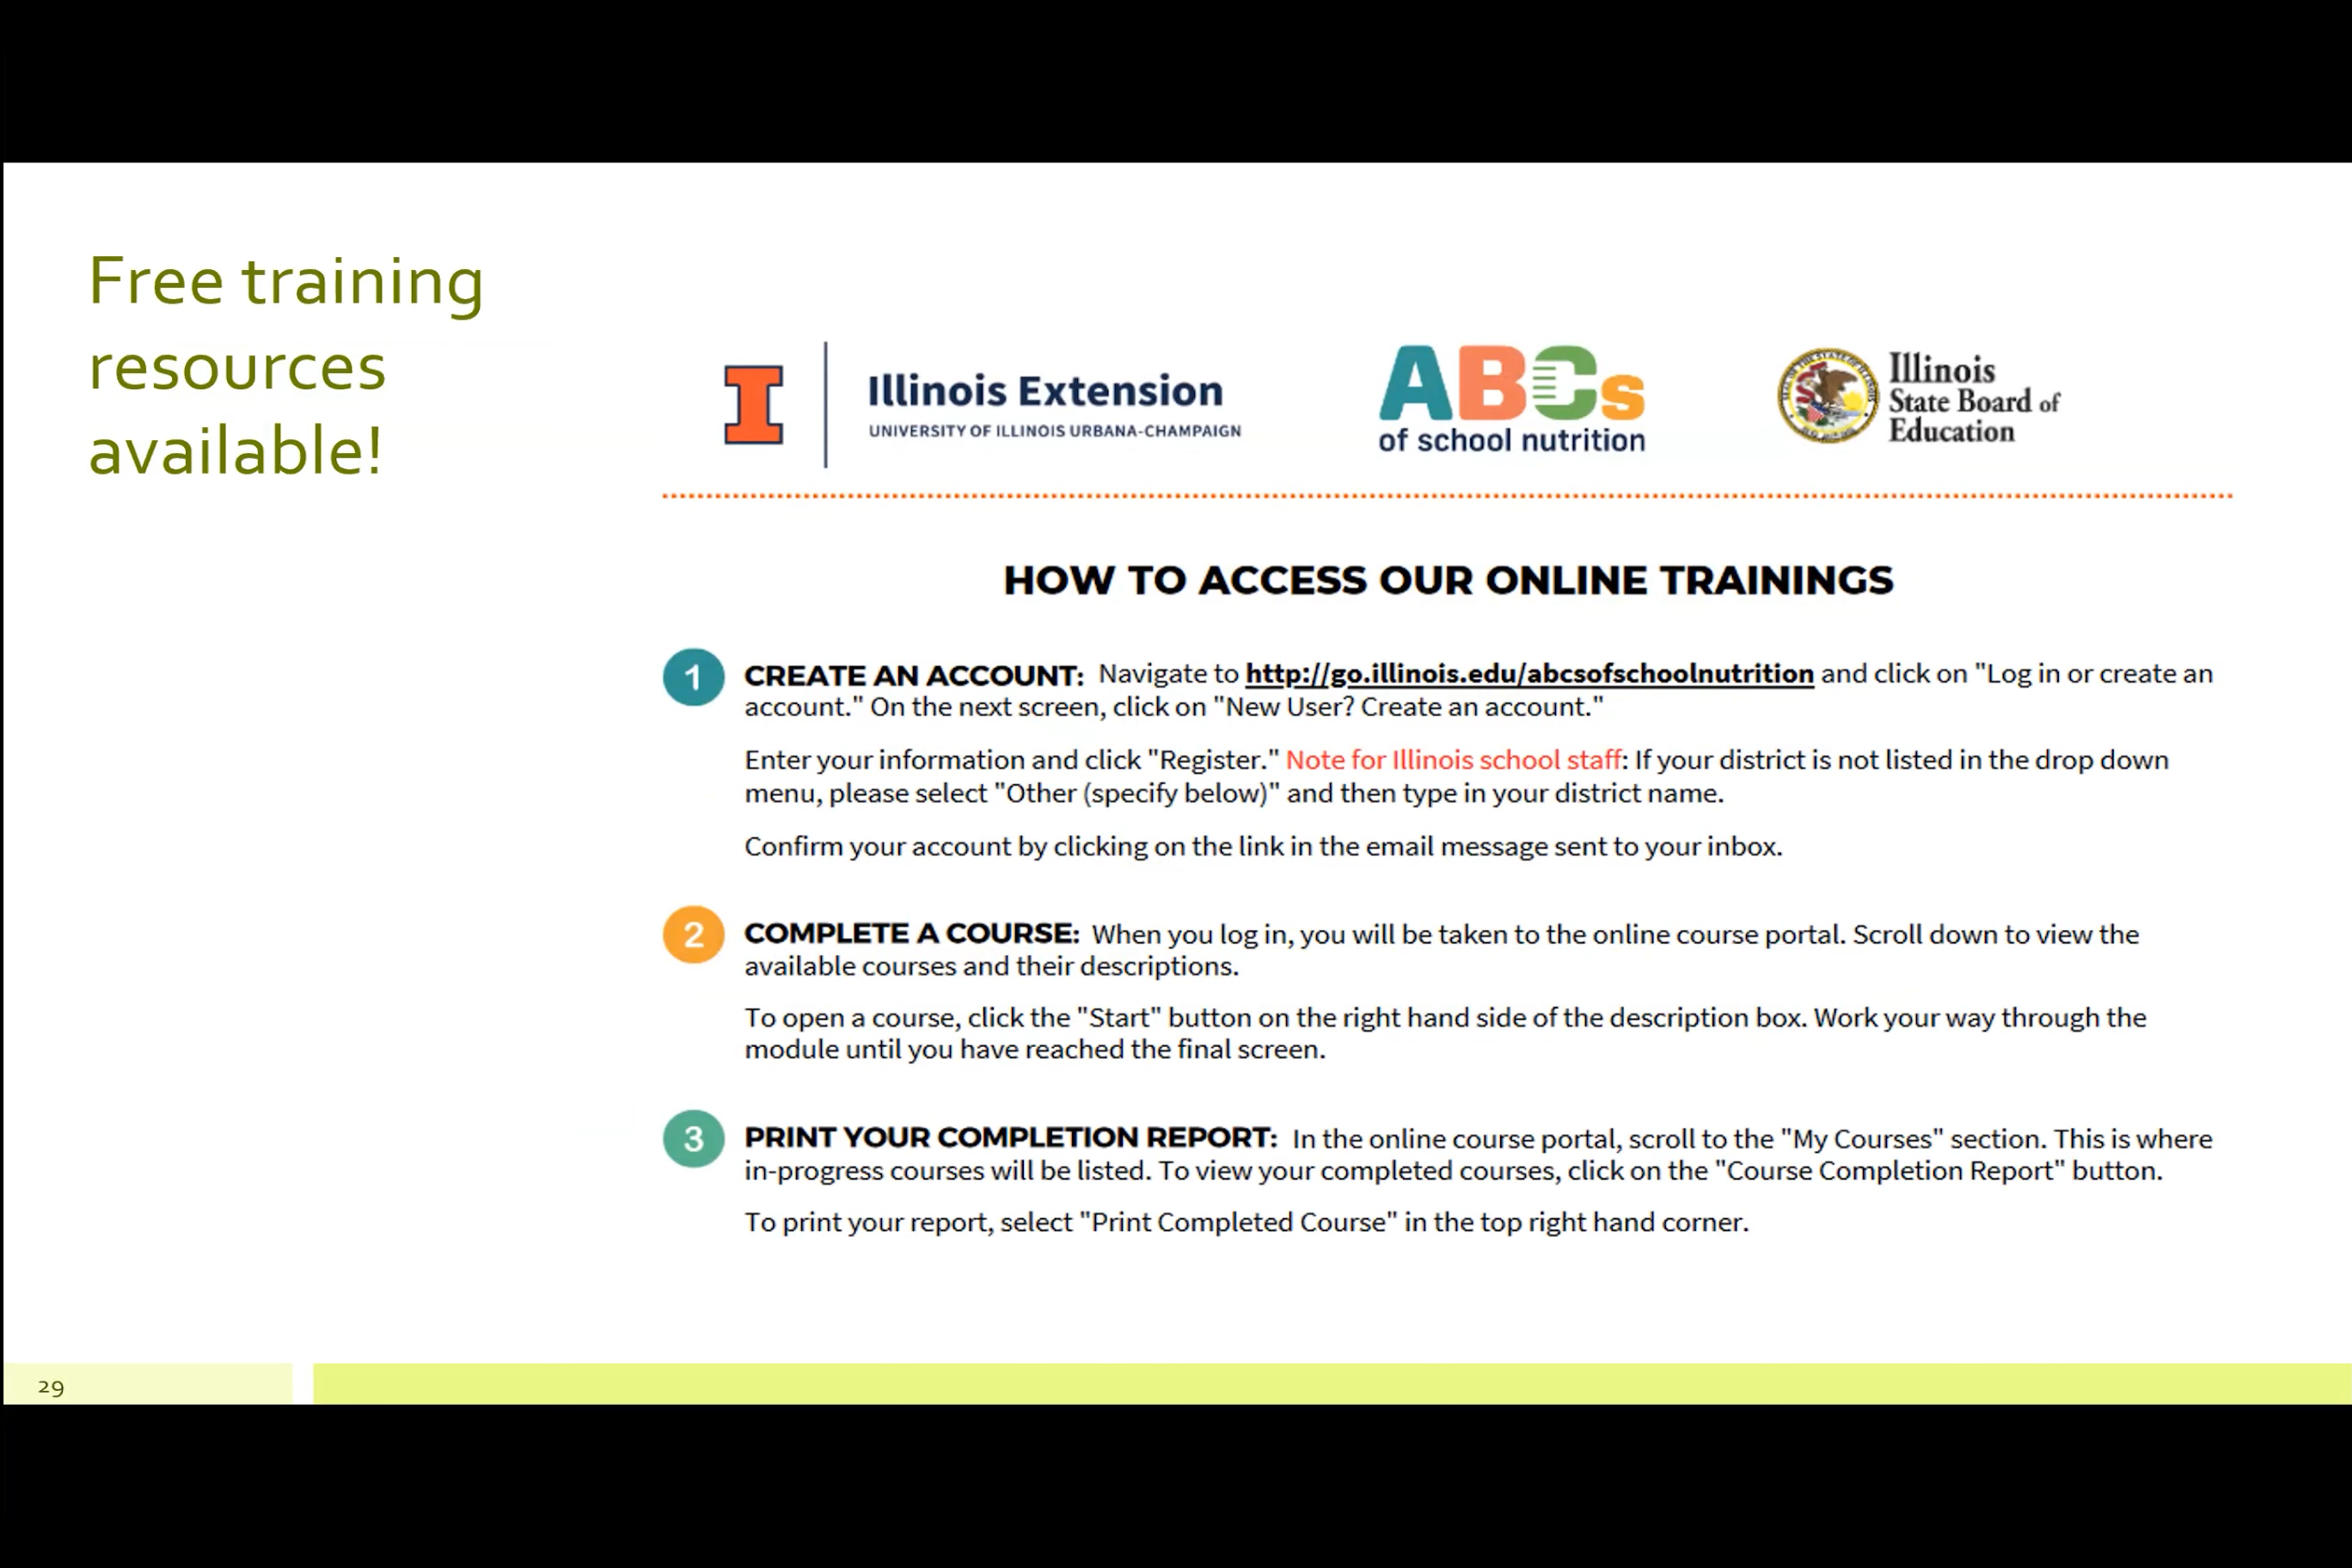 Free training
resources
available!
I
Illinois Extension
UNIVERSITY OF ILLINOIS URBANA-CHAMPAIGN
ABCs
of school nutrition
Illinois
State Board of
Education
HOW TO ACCESS OUR ONLINE TRAININGS
1
CREATE AN ACCOUNT: Navigate to http://go.illinois.edu/abcsofschoolnutrition and click on "Log in or create an
account." On the next screen, click on "New User? Create an account."
Enter your information and click "Register." Note for Illinois school staff: If your district is not listed in the drop down
menu, please select "Other (specify below)" and then type in your district name.
Confirm your account by clicking on the link in the email message sent to your inbox.
2
COMPLETE A COURSE: When you log in, you will be taken to the online course portal. Scroll down to view the
available courses and their descriptions.
To open a course, click the "Start" button on the right hand side of the description box. Work your way through the
module until you have reached the final screen.
3
PRINT YOUR COMPLETION REPORT: In the online course portal, scroll to the "My Courses" section. This is where
in-progress courses will be listed. To view your completed courses, click on the "Course Completion Report" button.
To print your report, select "Print Completed Course" in the top right hand corner.
29